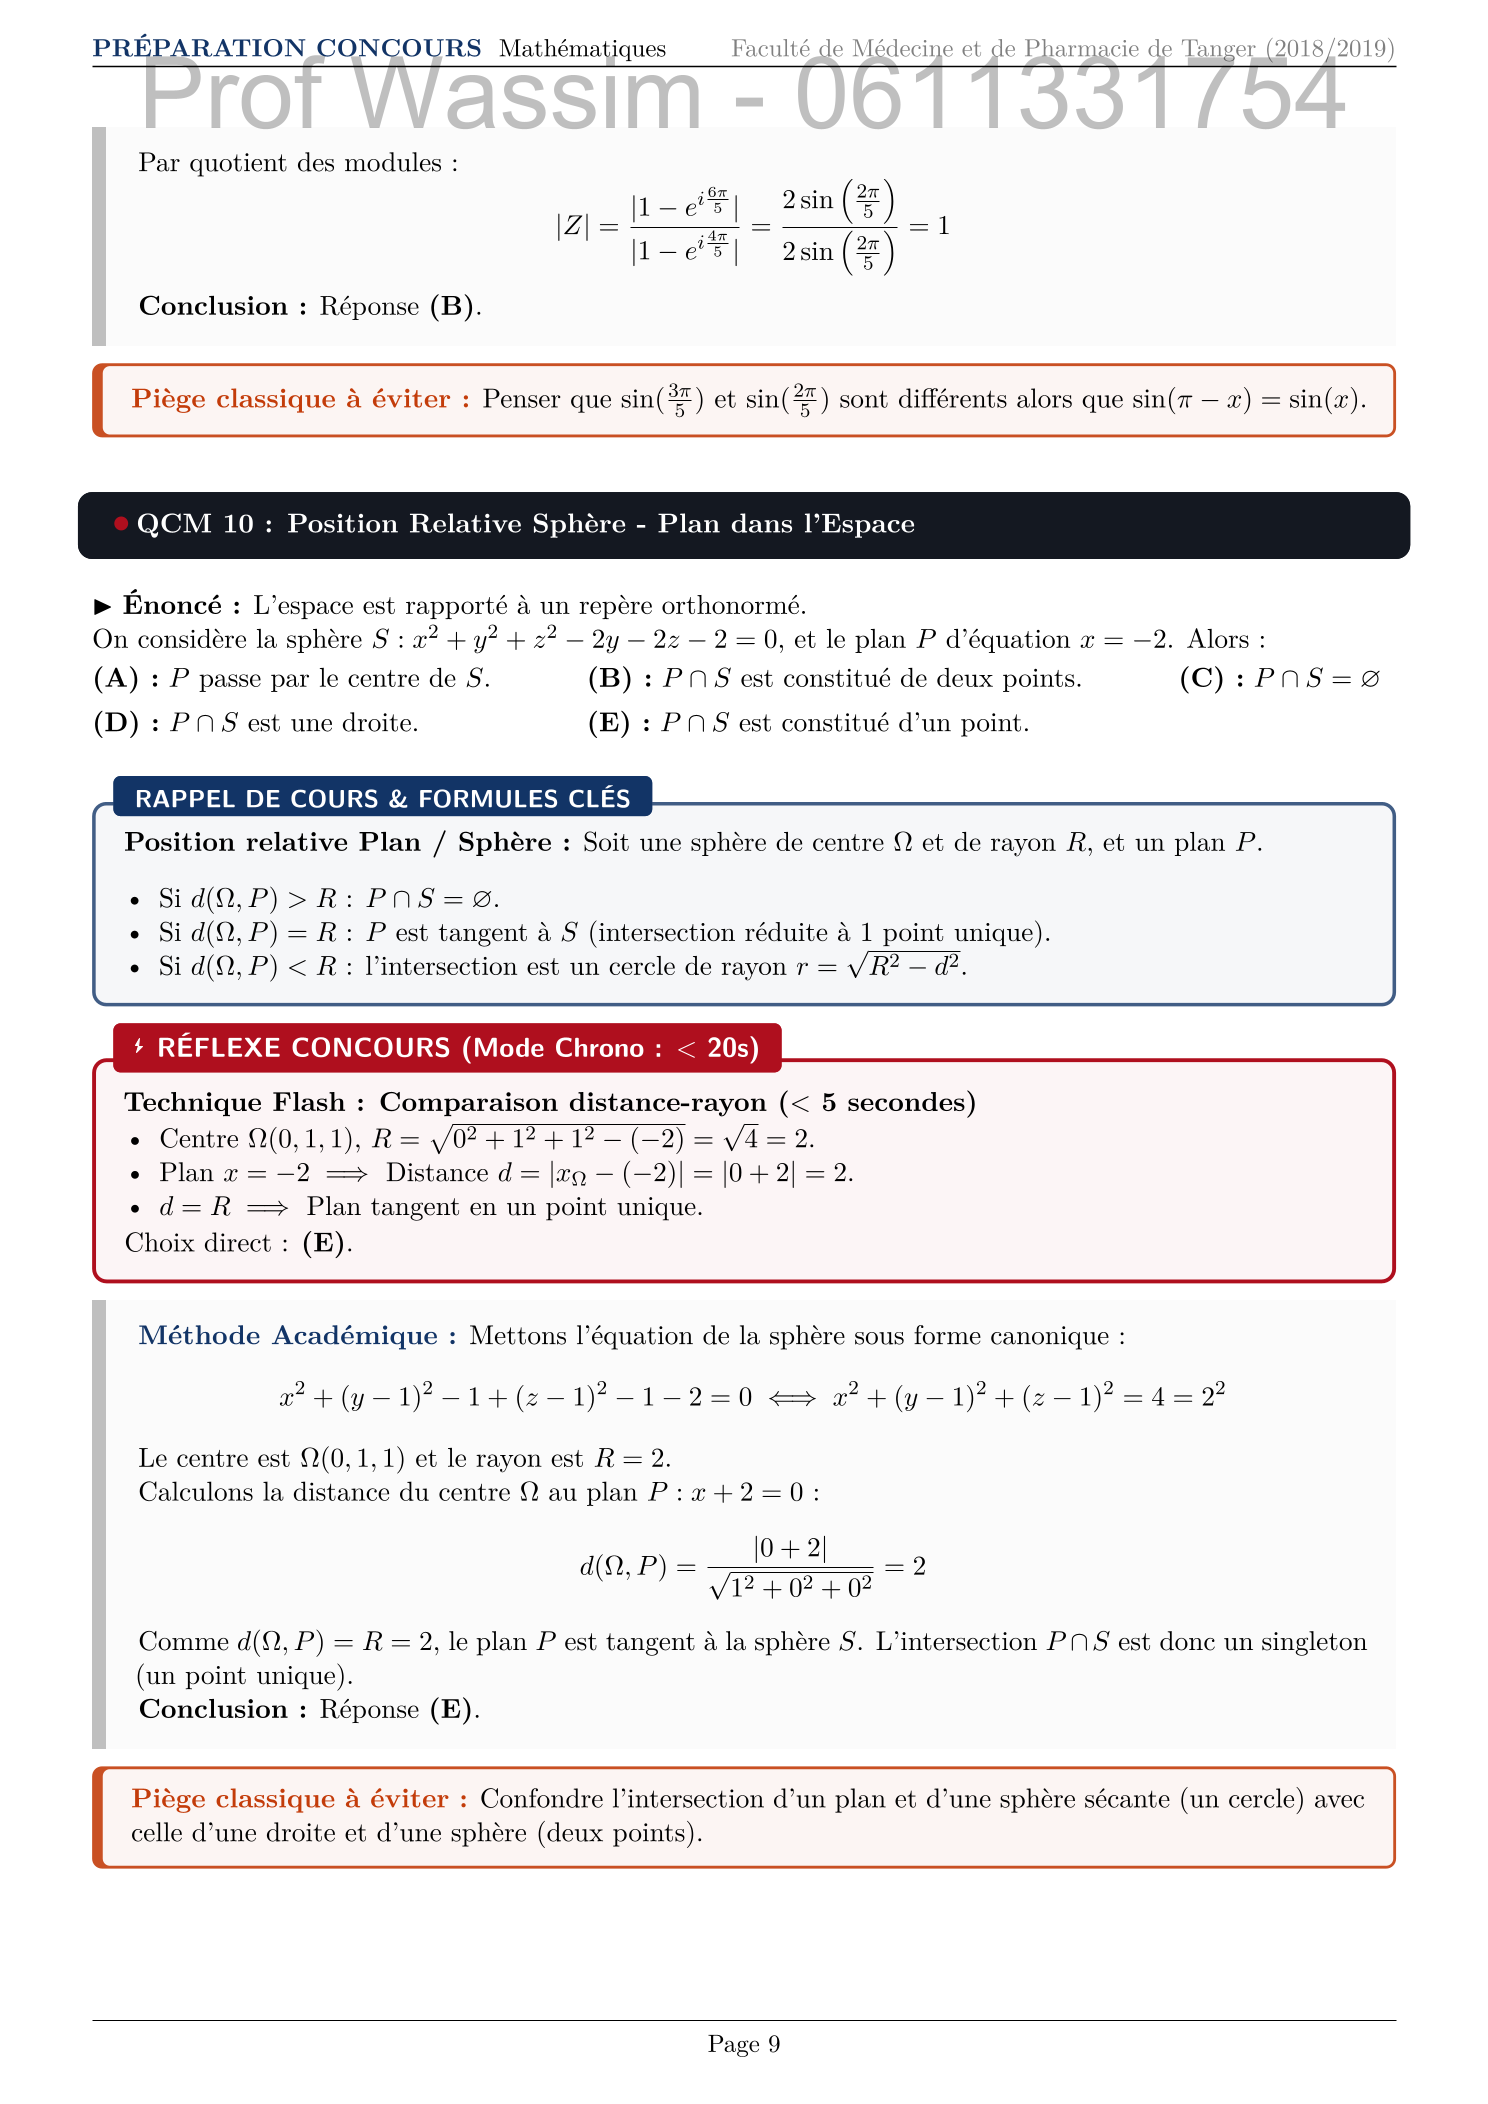 PRÉPARATION CONCOURS Mathématiques Faculté de Médecine et de Pharmacie de Tanger (2018/2019)
Prof Wassim - 0611331754
Par quotient des modules :
|Z| = |1 − e^{i6π/5}| / |1 − e^{i4π/5}| = 2 sin(2π/5) / 2 sin(2π/5) = 1
Conclusion : Réponse (B).
Piège classique à éviter : Penser que sin(3π/5) et sin(2π/5) sont différents alors que sin(π − x) = sin(x).
QCM 10 : Position Relative Sphère - Plan dans l'Espace
▶ Énoncé : L'espace est rapporté à un repère orthonormé.
On considère la sphère S : x² + y² + z² − 2y − 2z − 2 = 0, et le plan P d'équation x = −2. Alors :
(A) : P passe par le centre de S. (B) : P ∩ S est constitué de deux points. (C) : P ∩ S = ∅
(D) : P ∩ S est une droite. (E) : P ∩ S est constitué d'un point.
RAPPEL DE COURS & FORMULES CLÉS
Position relative Plan / Sphère : Soit une sphère de centre Ω et de rayon R, et un plan P.
• Si d(Ω, P) > R : P ∩ S = ∅.
• Si d(Ω, P) = R : P est tangent à S (intersection réduite à 1 point unique).
• Si d(Ω, P) < R : l'intersection est un cercle de rayon r = √(R² − d²).
RÉFLEXE CONCOURS (Mode Chrono : < 20s)
Technique Flash : Comparaison distance-rayon (< 5 secondes)
• Centre Ω(0, 1, 1), R = √(0² + 1² + 1² − (−2)) = √4 = 2.
• Plan x = −2 ⟹ Distance d = |x_Ω − (−2)| = |0 + 2| = 2.
• d = R ⟹ Plan tangent en un point unique.
Choix direct : (E).
Méthode Académique : Mettons l'équation de la sphère sous forme canonique :
x² + (y − 1)² − 1 + (z − 1)² − 1 − 2 = 0 ⟺ x² + (y − 1)² + (z − 1)² = 4 = 2²
Le centre est Ω(0, 1, 1) et le rayon est R = 2.
Calculons la distance du centre Ω au plan P : x + 2 = 0 :
d(Ω, P) = |0 + 2| / √(1² + 0² + 0²) = 2
Comme d(Ω, P) = R = 2, le plan P est tangent à la sphère S. L'intersection P ∩ S est donc un singleton
(un point unique).
Conclusion : Réponse (E).
Piège classique à éviter : Confondre l'intersection d'un plan et d'une sphère sécante (un cercle) avec
celle d'une droite et d'une sphère (deux points).
Page 9